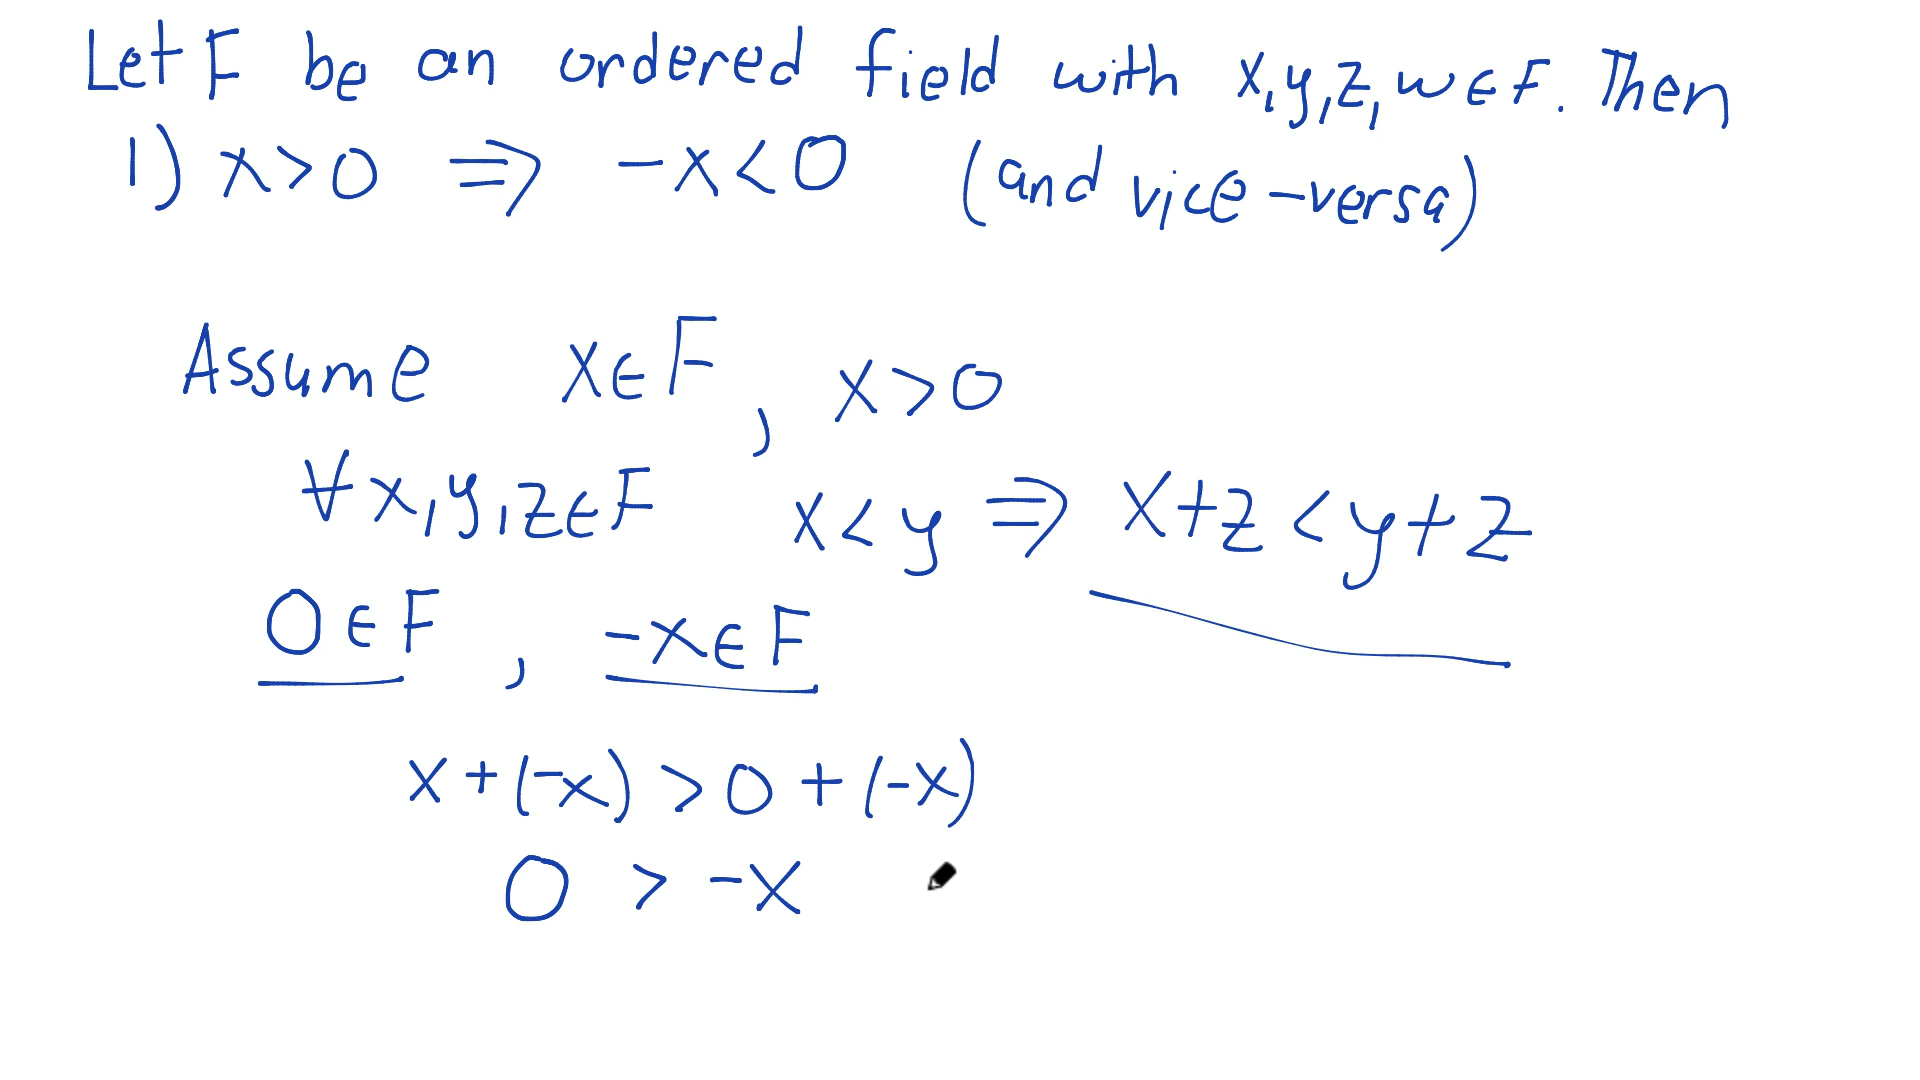 Let F be an ordered field with x,y,z,w∈F. Then
1) x>0 ⇒ -x<0 (and vice-versa)
Assume x∈F, x>0
∀x,y,z∈F x<y ⇒ x+z<y+z
0∈F, -x∈F
x+(-x)>0+(-x)
0 > -x